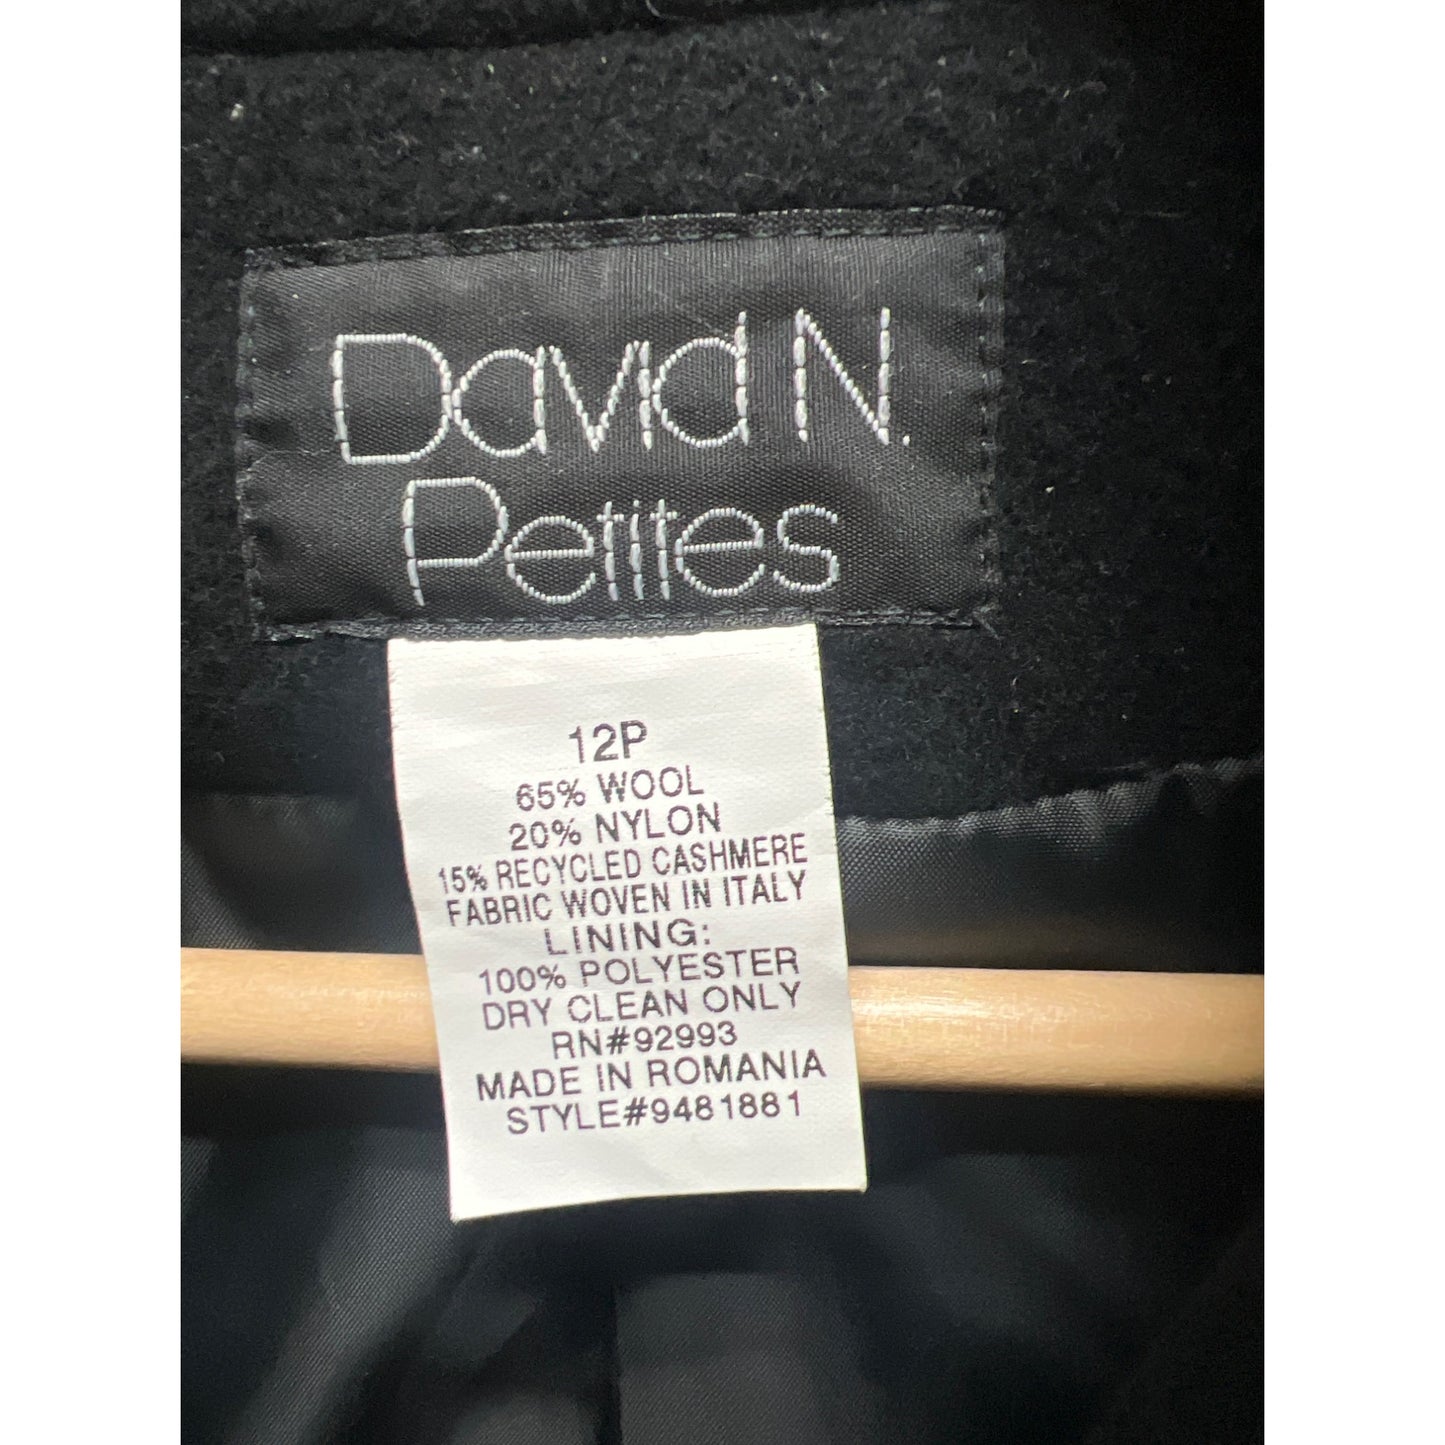 David N.
Petites
12P
65% WOOL
20% NYLON
15% RECYCLED CASHMERE
FABRIC WOVEN IN ITALY
LINING:
100% POLYESTER
DRY CLEAN ONLY
RN#92993
MADE IN ROMANIA
STYLE#9481881